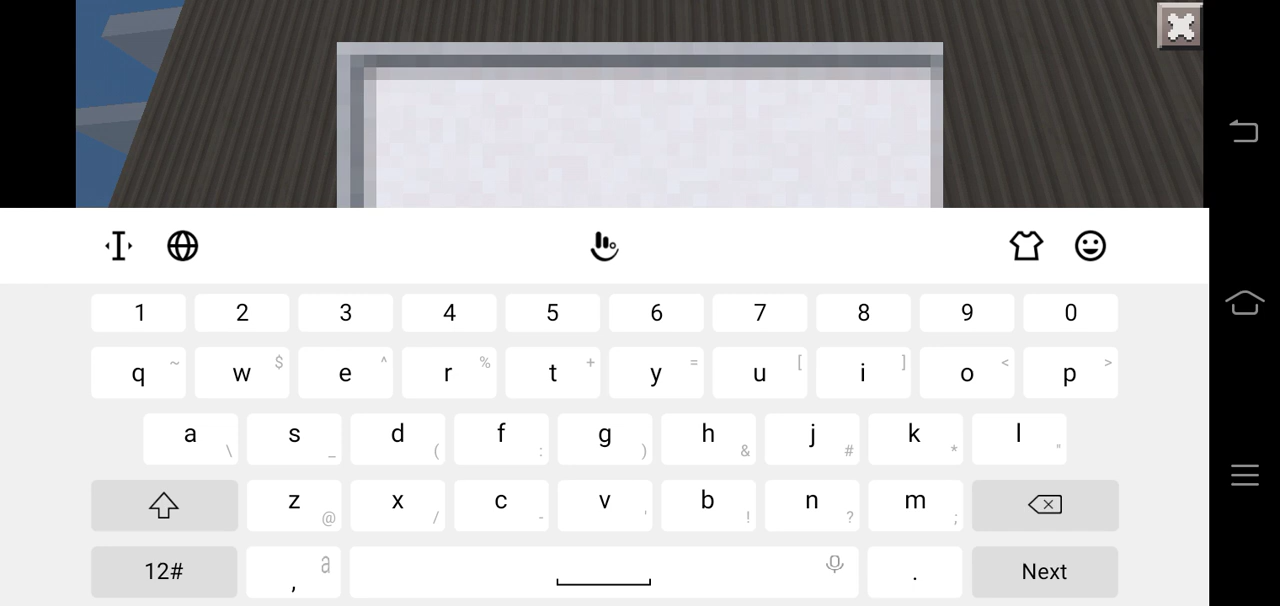 1 2 3 4 5 6 7 8 9 0
q ~ w $ e ^ r % t + y = u [ i ] o < p >
a \ s _ d ( f : g ) h & j # k * l "
z @ x / c - v ' b ! n ? m ;
12# , a . Next